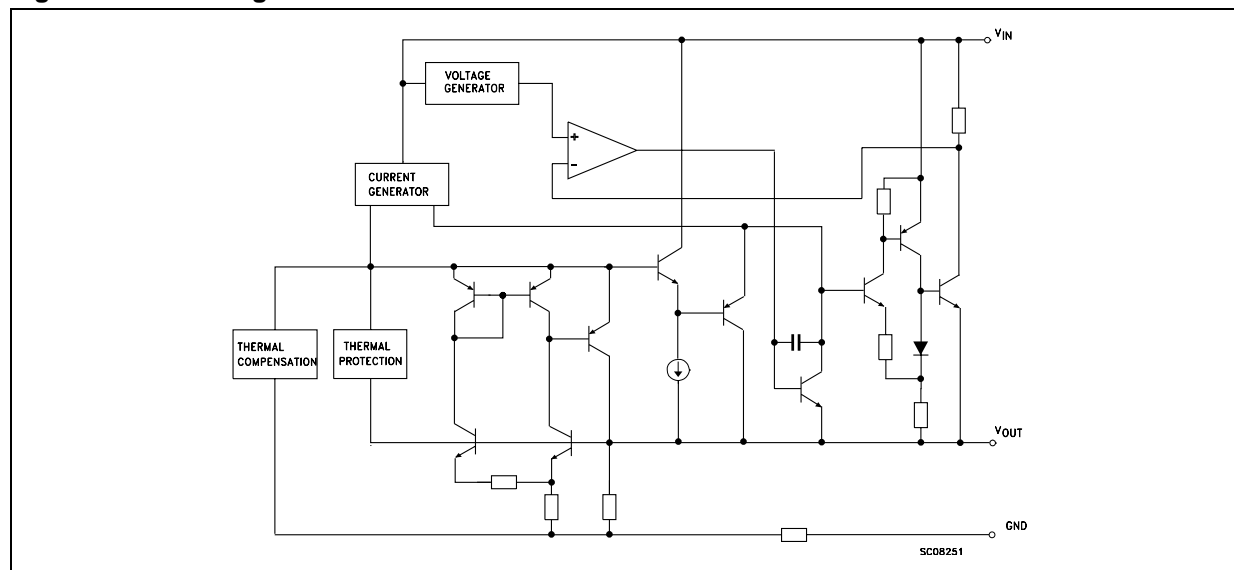 VIN
VOLTAGE
GENERATOR
+
-
CURRENT
GENERATOR
THERMAL
COMPENSATION
THERMAL
PROTECTION
VOUT
GND
SC08251